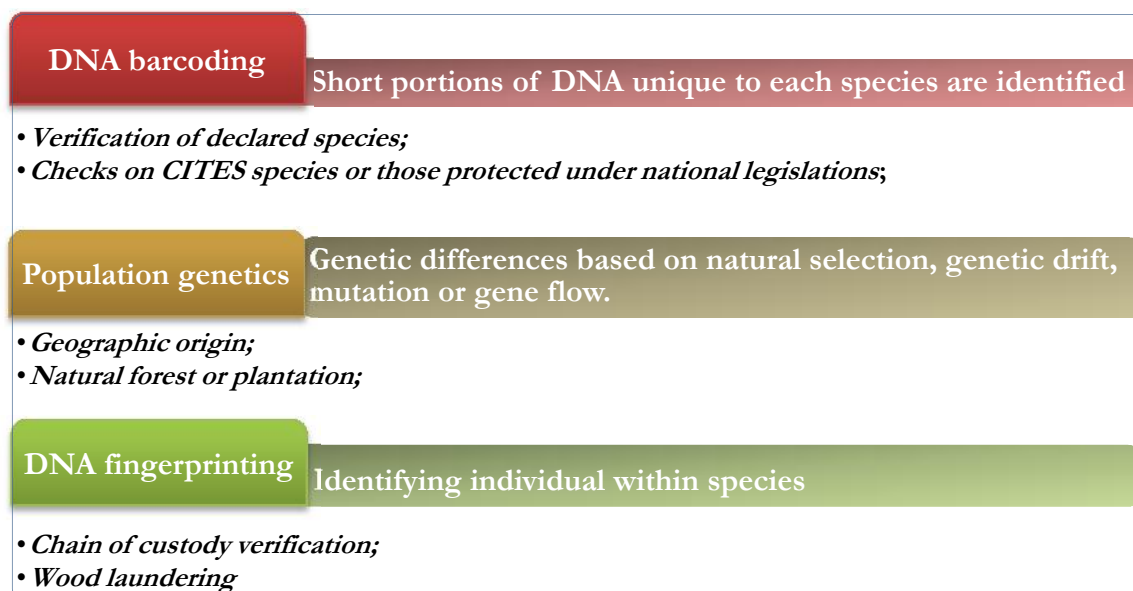 DNA barcoding
Short portions of DNA unique to each species are identified
• Verification of declared species;
• Checks on CITES species or those protected under national legislations;
Population genetics
Genetic differences based on natural selection, genetic drift,
mutation or gene flow.
• Geographic origin;
• Natural forest or plantation;
DNA fingerprinting
Identifying individual within species
• Chain of custody verification;
• Wood laundering